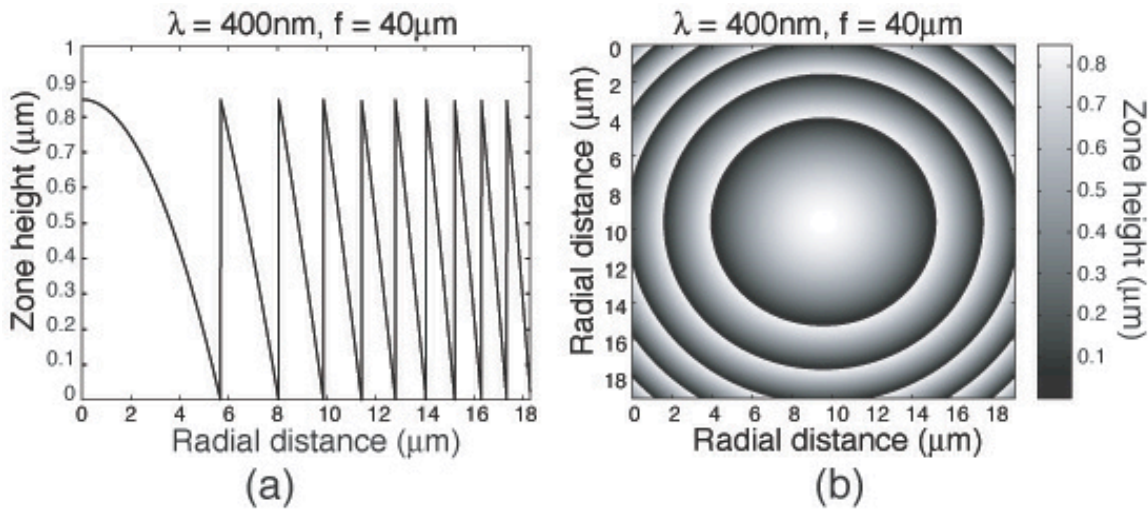 λ = 400nm, f = 40μm
Zone height (μm)
1
0.9
0.8
0.7
0.6
0.5
0.4
0.3
0.2
0.1
0
0 2 4 6 8 10 12 14 16 18
Radial distance (μm)
(a)
λ = 400nm, f = 40μm
Radial distance (μm)
0
2
4
6
8
10
12
14
16
18
0 2 4 6 8 10 12 14 16 18
Radial distance (μm)
0.8
0.7
0.6
0.5
0.4
0.3
0.2
0.1
Zone height (μm)
(b)